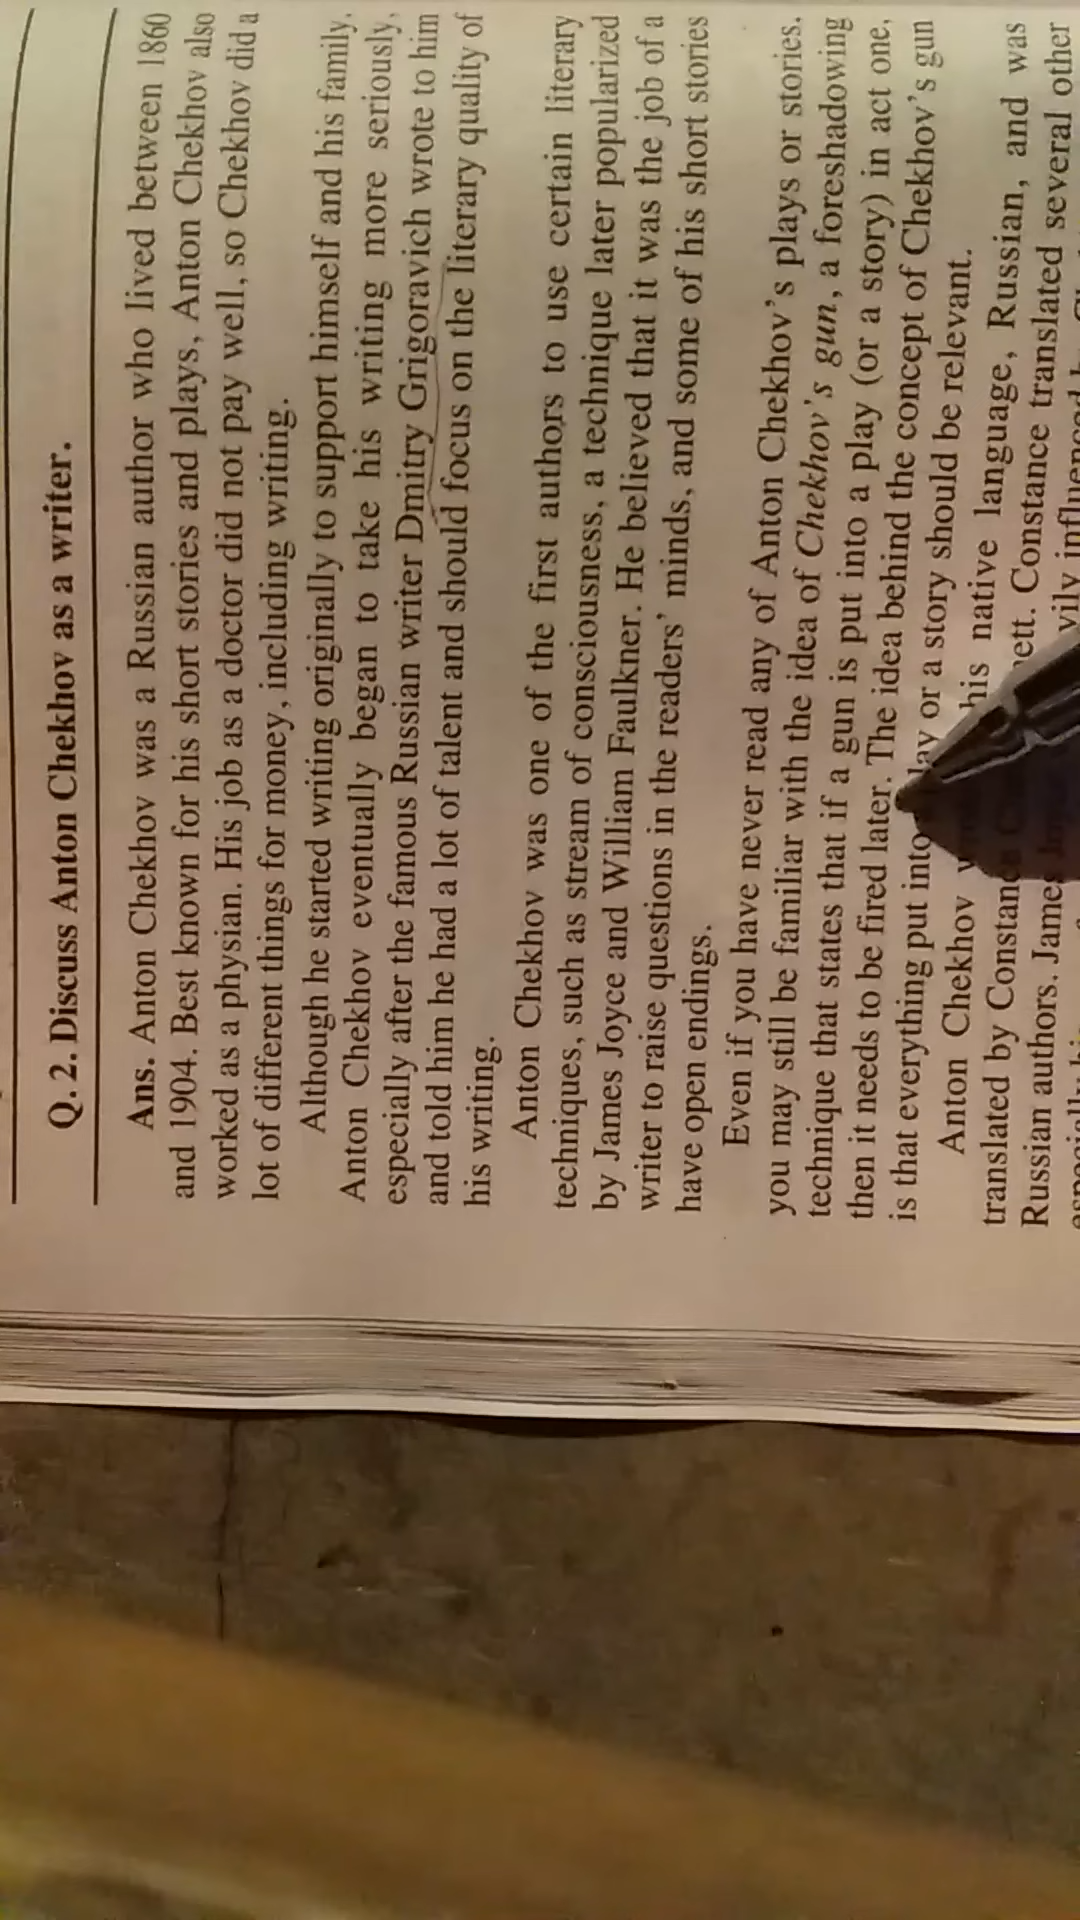 Q. 2. Discuss Anton Chekhov as a writer.
Ans. Anton Chekhov was a Russian author who lived between 1860
and 1904. Best known for his short stories and plays, Anton Chekhov also
worked as a physian. His job as a doctor did not pay well, so Chekhov did a
lot of different things for money, including writing.
Although he started writing originally to support himself and his family,
Anton Chekhov eventually began to take his writing more seriously,
especially after the famous Russian writer Dmitry Grigoravich wrote to him
and told him he had a lot of talent and should focus on the literary quality of
his writing.
Anton Chekhov was one of the first authors to use certain literary
techniques, such as stream of consciousness, a technique later popularized
by James Joyce and William Faulkner. He believed that it was the job of a
writer to raise questions in the readers' minds, and some of his short stories
have open endings.
Even if you have never read any of Anton Chekhov's plays or stories.
you may still be familiar with the idea of Chekhov's gun, a foreshadowing
technique that states that if a gun is put into a play (or a story) in act one,
then it needs to be fired later. The idea behind the concept of Chekhov's gun
is that everything put into or a story should be relevant.
Anton Chekhov his native language, Russian, and was
translated by Constance translated several other
Russian authors. James